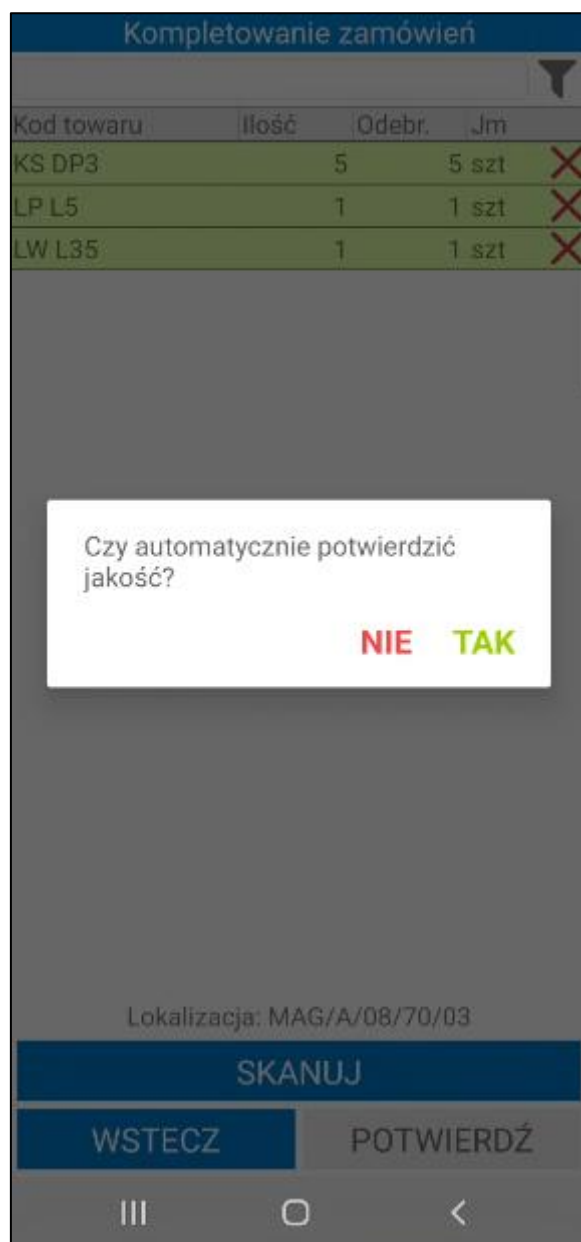 Kompletowanie zamówień
Kod towaru Ilość Odebr. Jm
KS DP3 5 5 szt
LP L5 1 1 szt
LW L35 1 1 szt
Czy automatycznie potwierdzić
jakość?
NIE TAK
Lokalizacja: MAG/A/08/70/03
SKANUJ
WSTECZ POTWIERDŹ